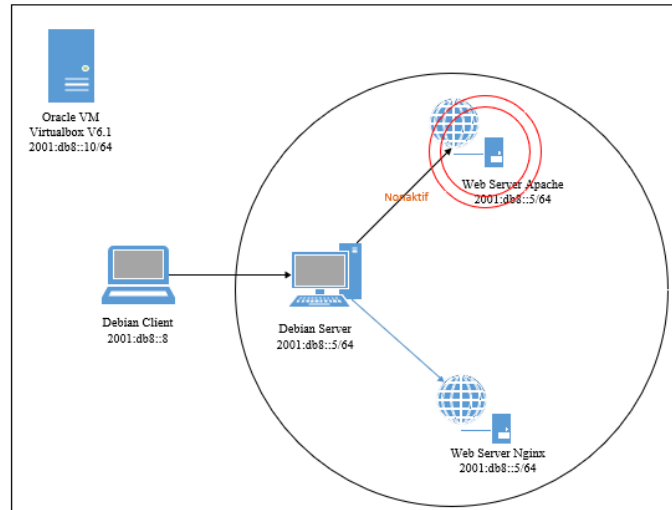 Oracle VM
Virtualbox V6.1
2001:db8::10/64
Web Server Apache
2001:db8::5/64
Nonaktif
Debian Client
2001:db8::8
Debian Server
2001:db8::5/64
Web Server Nginx
2001:db8::5/64